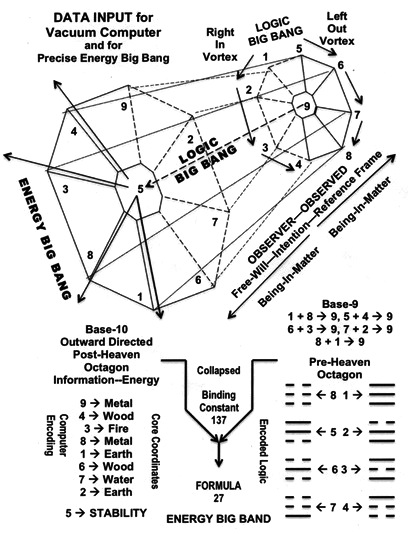 DATA INPUT for
Vacuum Computer
and for
Precise Energy Big Bang
Right
In
Vortex
LOGIC
BIG BANG
Left
Out
Vortex
1
5
6
2
9
7
3
4
8
9
4
2
3
5
7
8
6
1
LOGIC
BIG BANG
ENERGY BIG BANG
OBSERVER—OBSERVED
Free-Will—Intention—Reference Frame
Being-In-Matter
Being-In-Matter
Base-10
Outward Directed
Post-Heaven
Octagon
Information--Energy
Computer
Encoding
9 → Metal
4 → Wood
3 → Fire
8 → Metal
1 → Earth
6 → Wood
7 → Water
2 → Earth
5 → STABILITY
Core Coordinates
Collapsed
Binding
Constant
137
Encoded Logic
FORMULA
27
ENERGY BIG BAND
Base-9
1 + 8 → 9, 5 + 4 → 9
6 + 3 → 9, 7 + 2 → 9
8 + 1 → 9
Pre-Heaven
Octagon
← 8 1 →
← 5 2 →
← 6 3 →
← 7 4 →